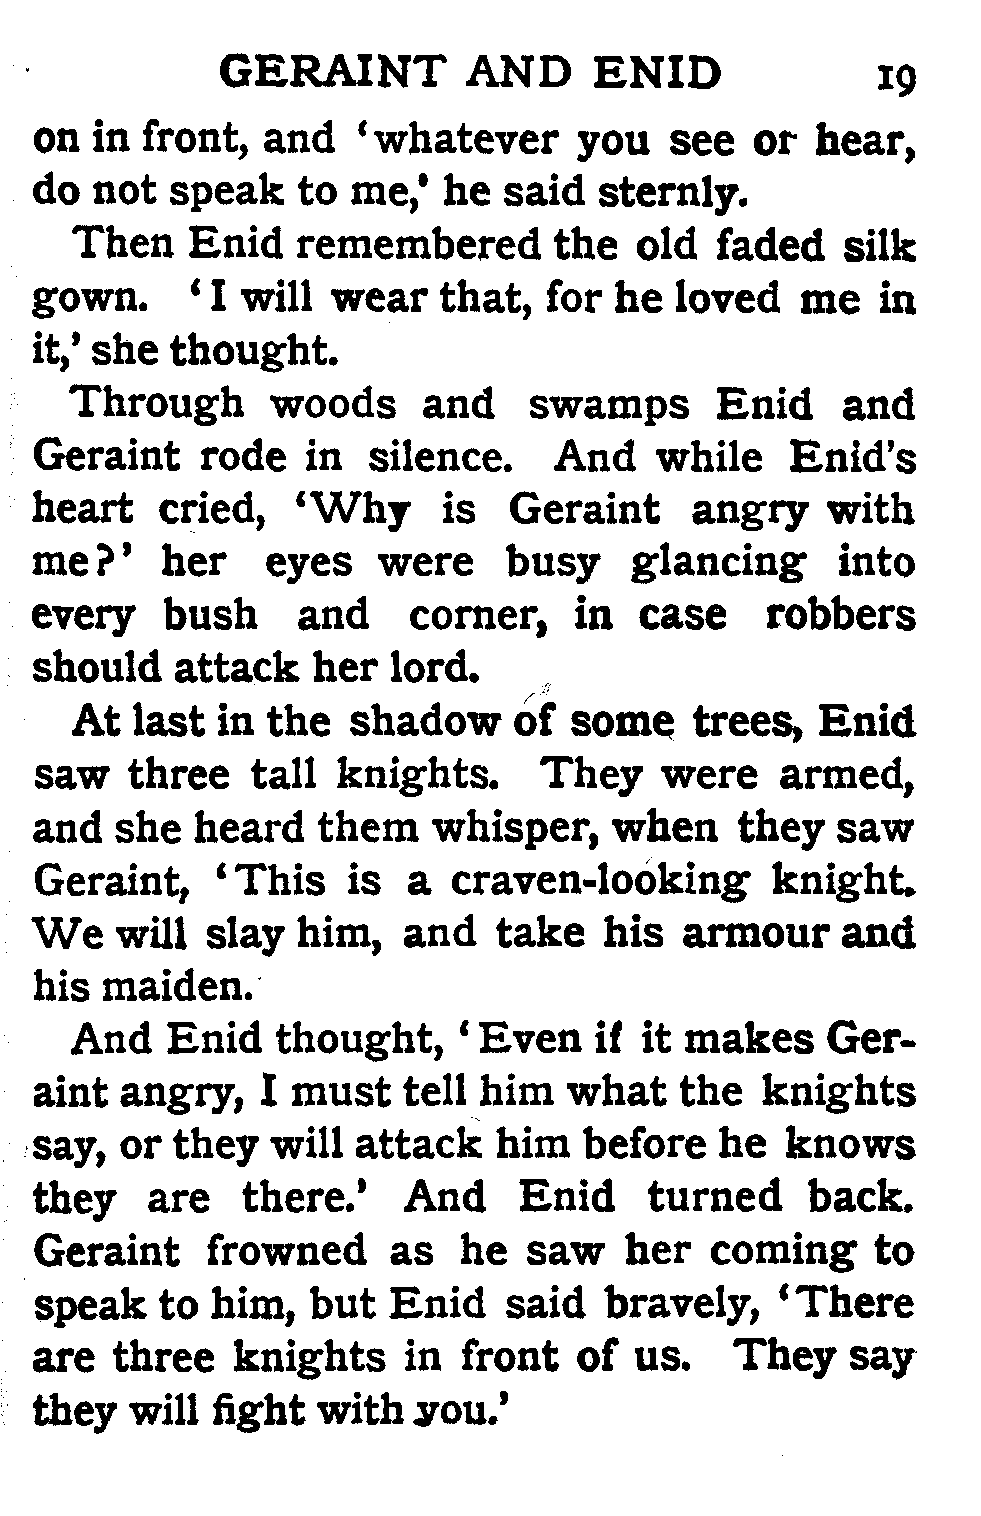 GERAINT AND ENID 19
on in front, and ‘whatever you see or hear,
do not speak to me,’ he said sternly.
Then Enid remembered the old faded silk
gown. ‘I will wear that, for he loved me in
it,’ she thought.
Through woods and swamps Enid and
Geraint rode in silence. And while Enid's
heart cried, ‘Why is Geraint angry with
me?’ her eyes were busy glancing into
every bush and corner, in case robbers
should attack her lord.
At last in the shadow of some trees, Enid
saw three tall knights. They were armed,
and she heard them whisper, when they saw
Geraint, ‘This is a craven-looking knight.
We will slay him, and take his armour and
his maiden.
And Enid thought, ‘Even if it makes Ger-
aint angry, I must tell him what the knights
say, or they will attack him before he knows
they are there.’ And Enid turned back.
Geraint frowned as he saw her coming to
speak to him, but Enid said bravely, ‘There
are three knights in front of us. They say
they will fight with you.’